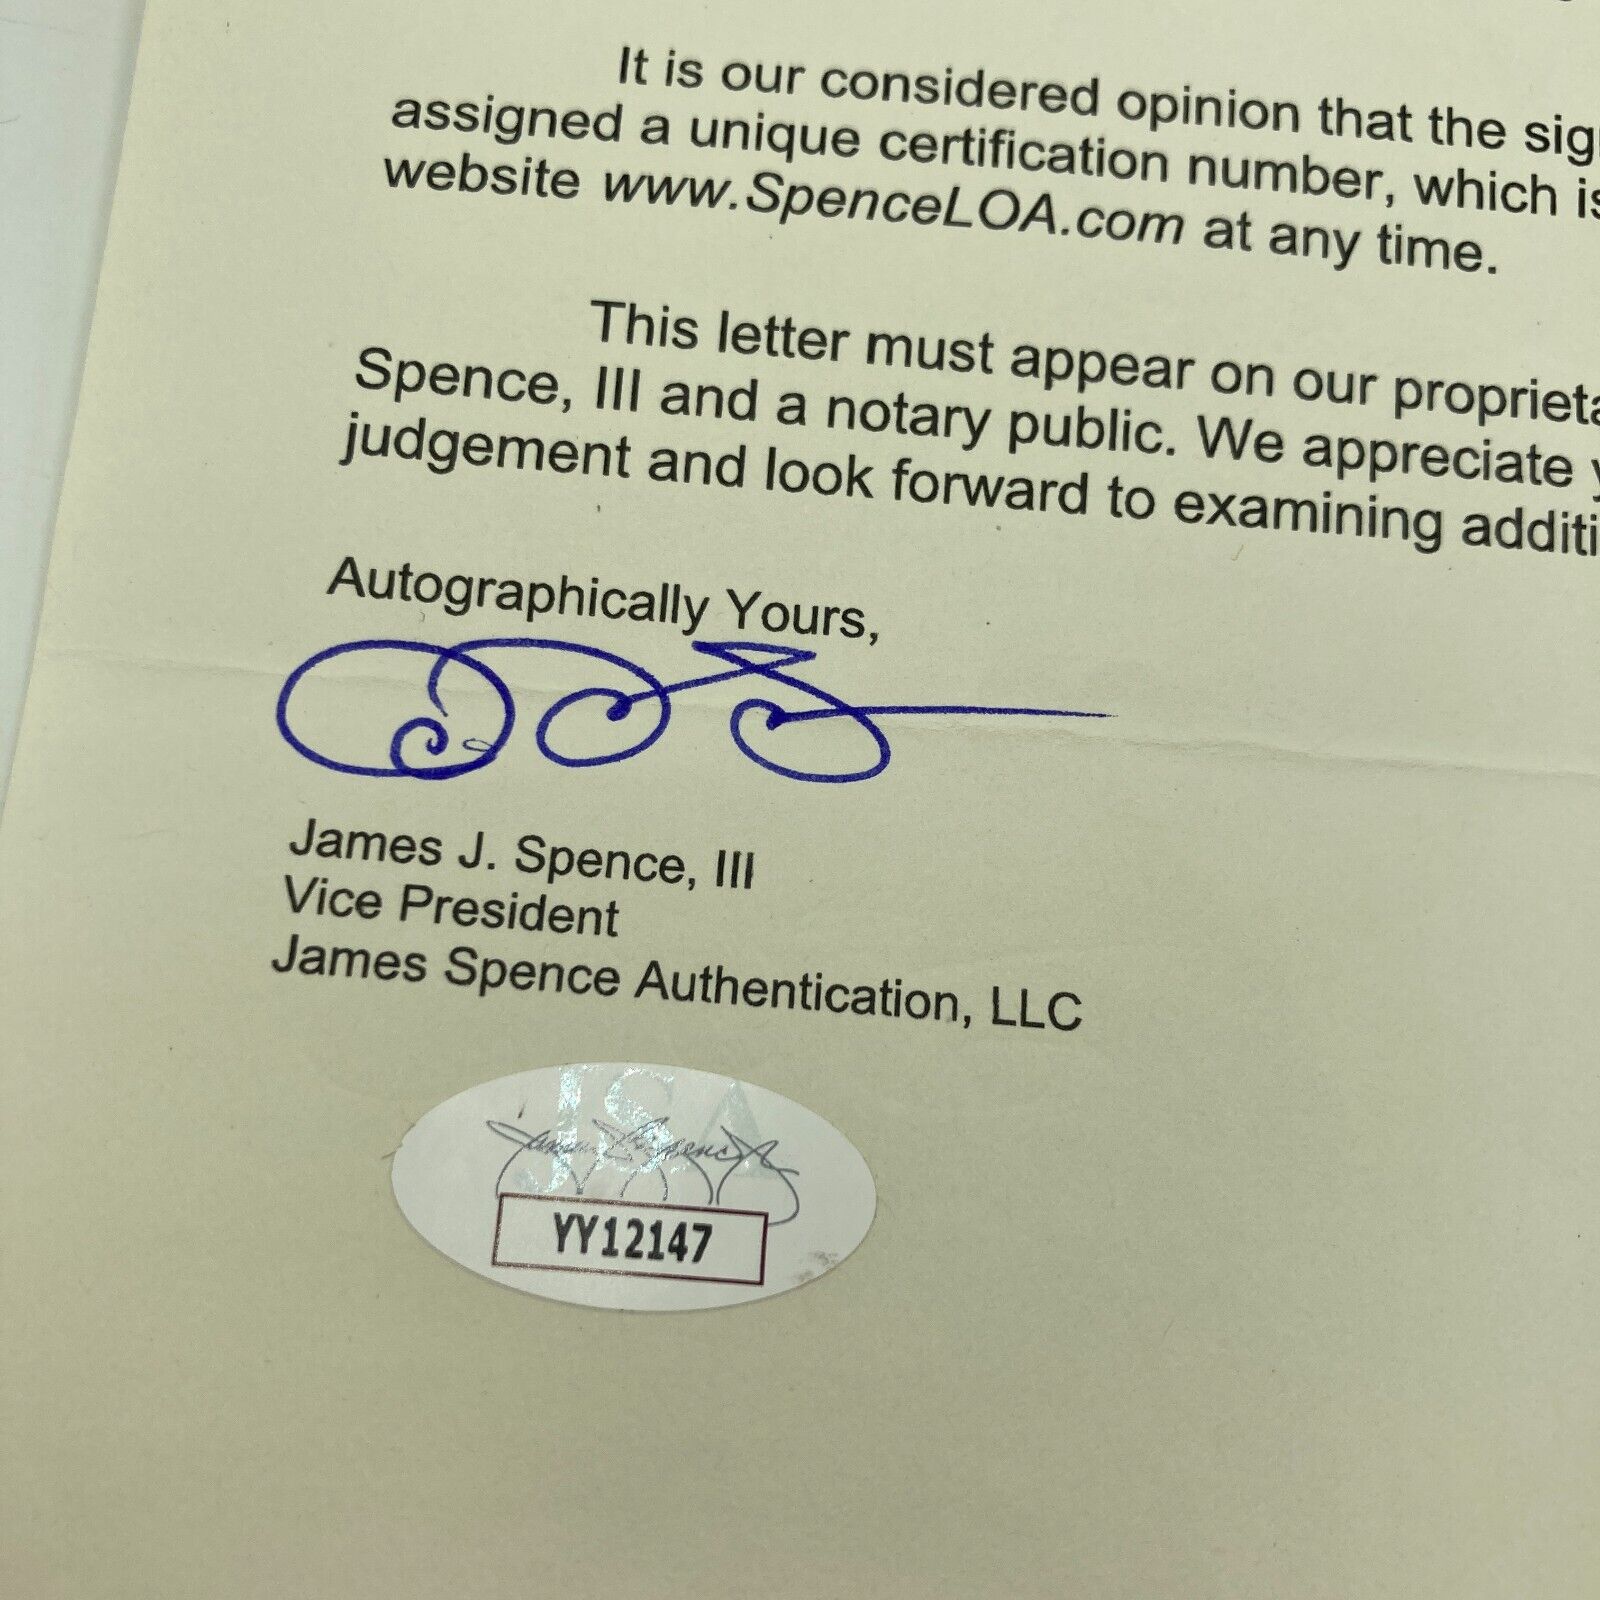 It is our considered opinion that the sig
assigned a unique certification number, which is
website www.SpenceLOA.com at any time.
This letter must appear on our proprieta
Spence, III and a notary public. We appreciate y
judgement and look forward to examining additi
Autographically Yours,
James J. Spence, III
Vice President
James Spence Authentication, LLC
JSA
YY12147